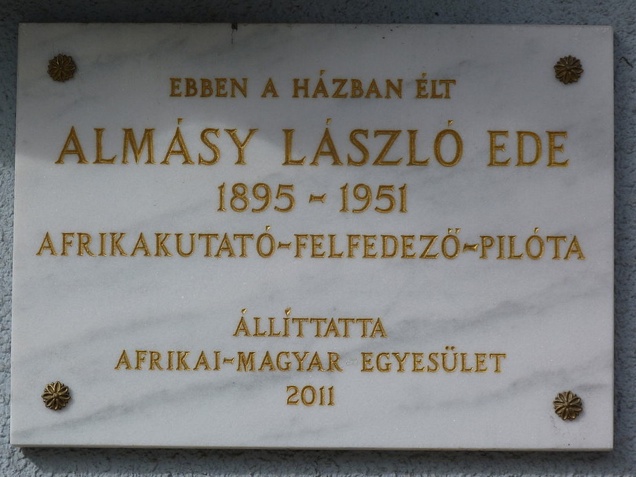 EBBEN A HÁZBAN ÉLT
ALMÁSY LÁSZLÓ EDE
1895 - 1951
AFRIKAKUTATÓ-FELFEDEZŐ-PILÓTA
ÁLLÍTTATTA
AFRIKAI-MAGYAR EGYESÜLET
2011